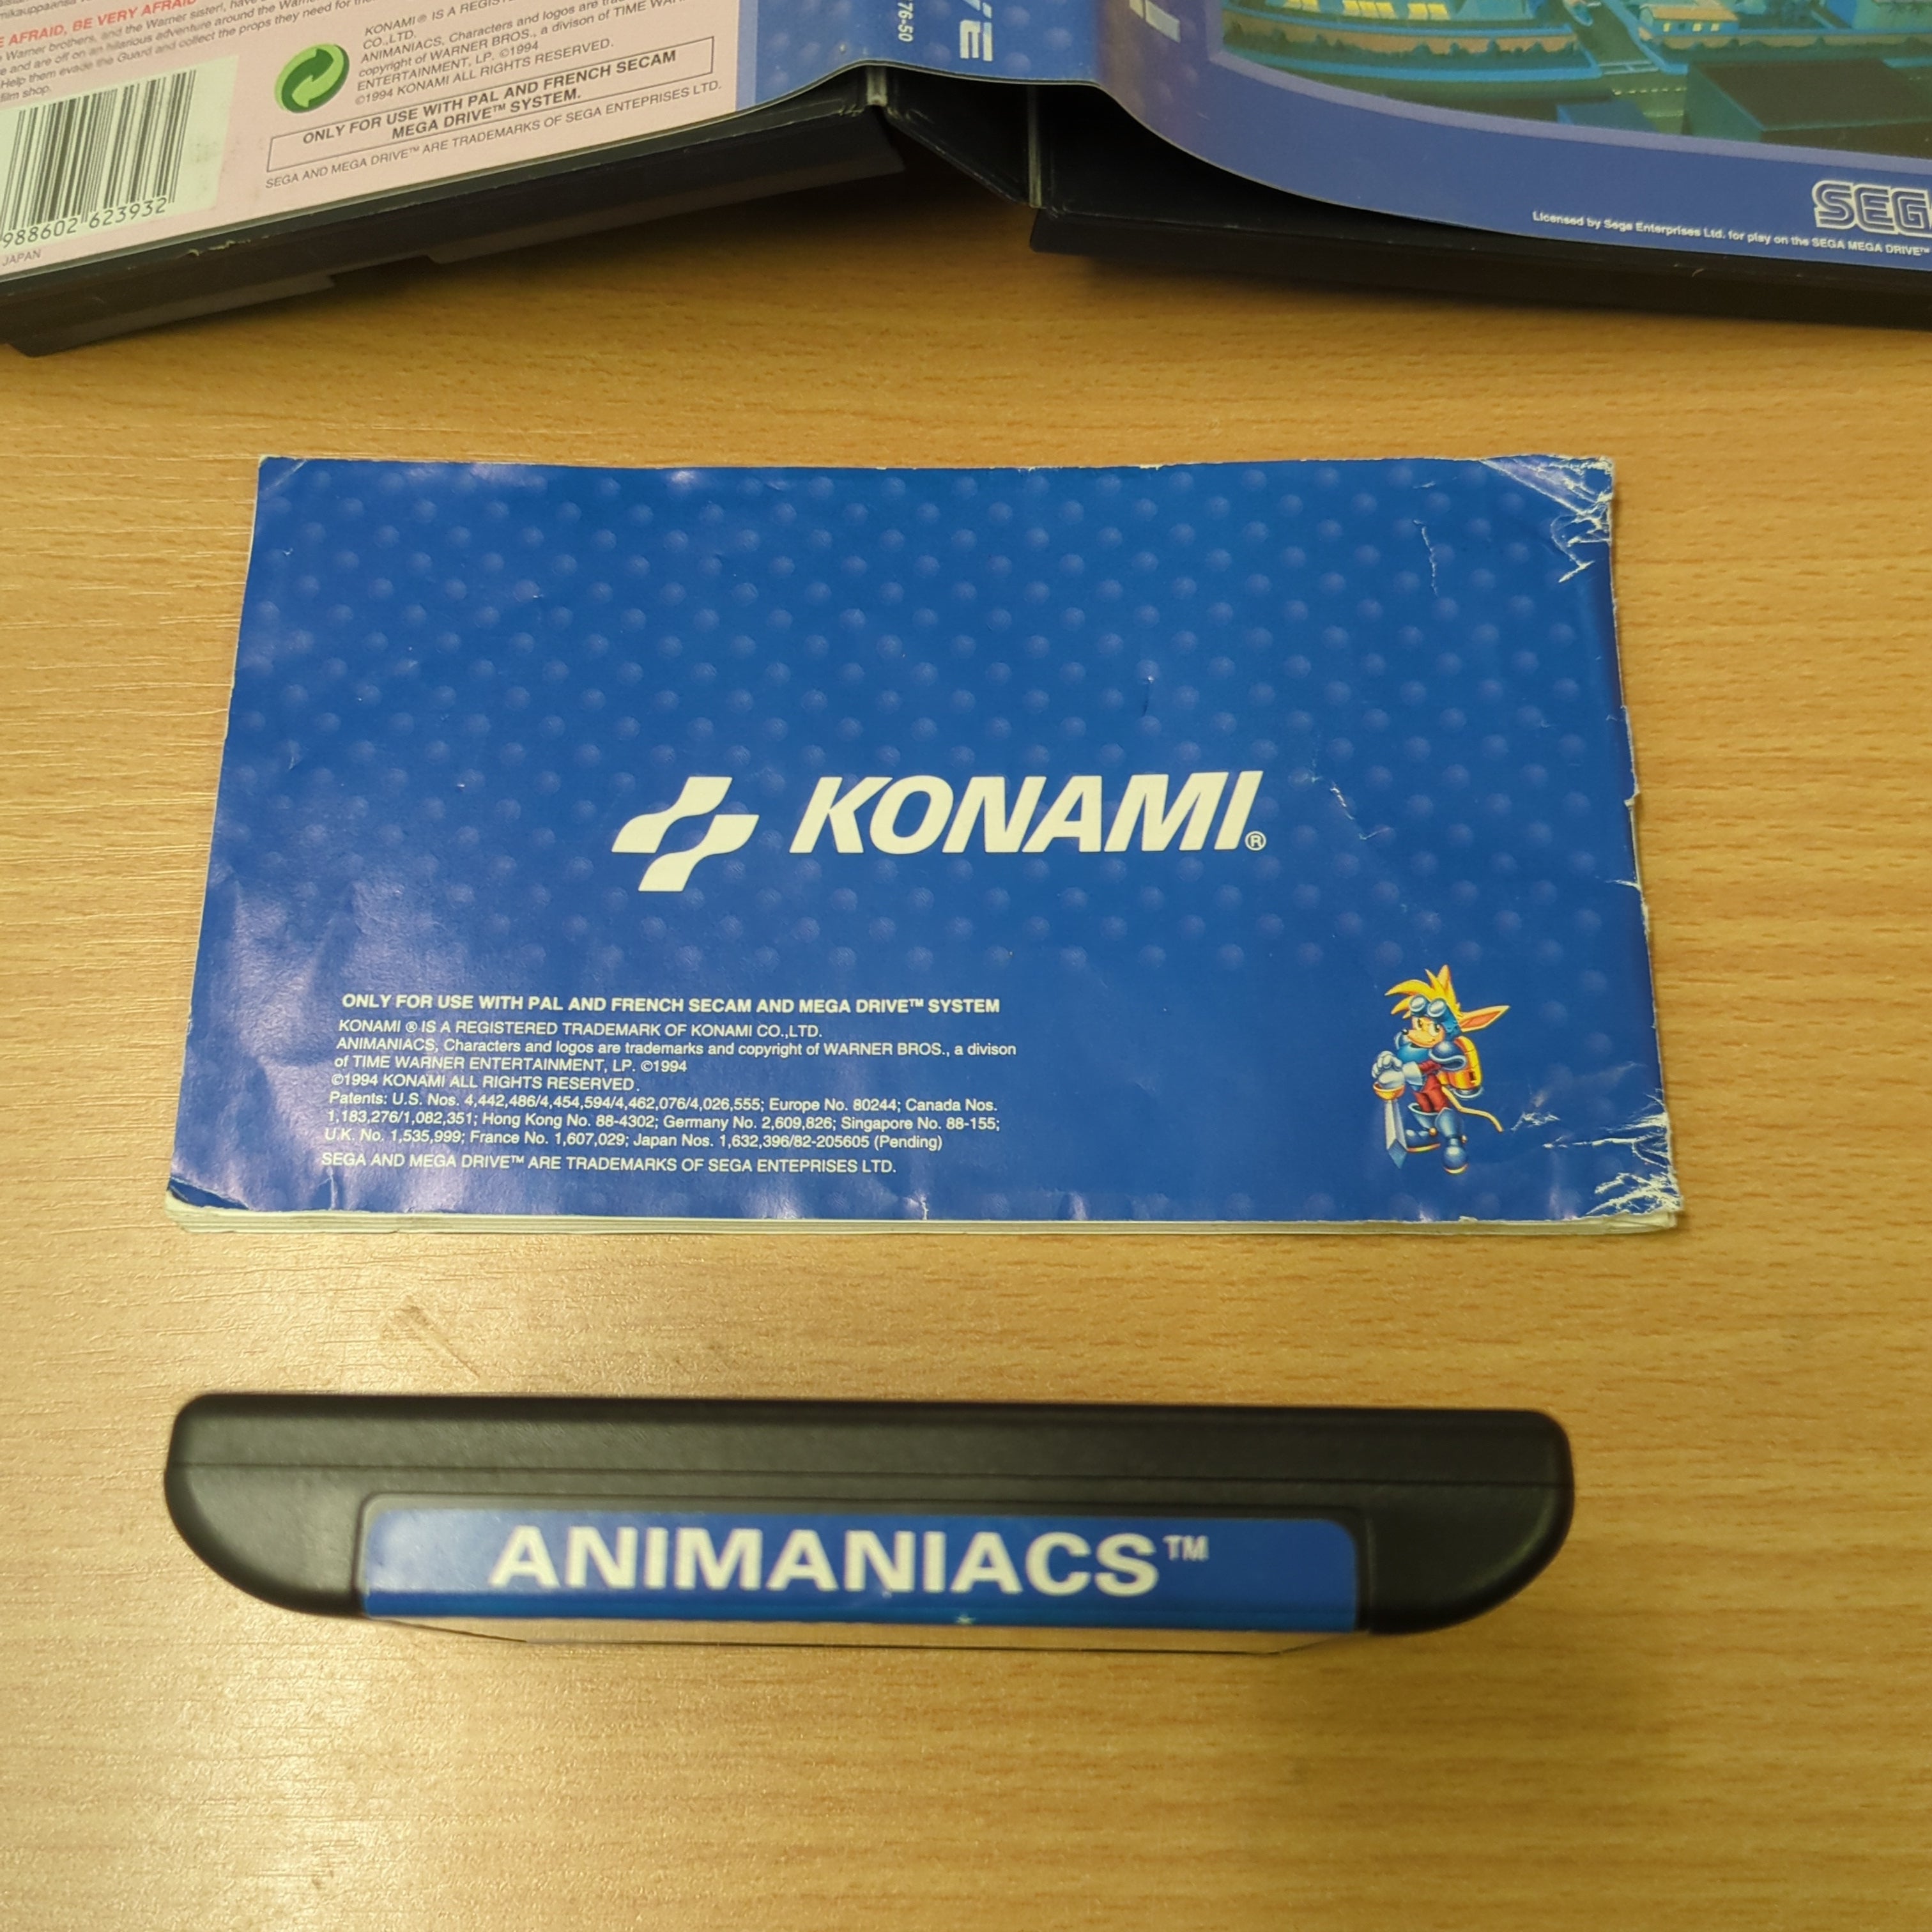 E AFRAID, BE VERY AFRAID
Warner brothers, and the Warner sister), have
and are off on an hilarious adventure around the
Help them evade the Guard and collect the props they need for
film shop.
988602 623932
JAPAN
KONAMI ® IS A
CO.,LTD.
ANIMANIACS, Characters and logos are
copyright of WARNER BROS., a division of TIME
ENTERTAINMENT, LP. ©1994
©1994 KONAMI ALL RIGHTS RESERVED.
ONLY FOR USE WITH PAL AND FRENCH SECAM
MEGA DRIVE™ SYSTEM.
SEGA AND MEGA DRIVE™ ARE TRADEMARKS OF SEGA ENTEPRISES LTD.
76-50
SEG
Licensed by Sega Enterprises Ltd. for play on the SEGA MEGA DRIVE™
KONAMI®
ONLY FOR USE WITH PAL AND FRENCH SECAM AND MEGA DRIVE™ SYSTEM
KONAMI ® IS A REGISTERED TRADEMARK OF KONAMI CO.,LTD.
ANIMANIACS, Characters and logos are trademarks and copyright of WARNER BROS., a divison
of TIME WARNER ENTERTAINMENT, LP. ©1994
©1994 KONAMI ALL RIGHTS RESERVED.
Patents: U.S. Nos. 4,442,486/4,454,594/4,462,076/4,026,555; Europe No. 80244; Canada Nos.
1,183,276/1,082,351; Hong Kong No. 88-4302; Germany No. 2,609,826; Singapore No. 88-155;
U.K. No. 1,535,999; France No. 1,607,029; Japan Nos. 1,632,396/82-205605 (Pending)
SEGA AND MEGA DRIVE™ ARE TRADEMARKS OF SEGA ENTEPRISES LTD.
ANIMANIACS™